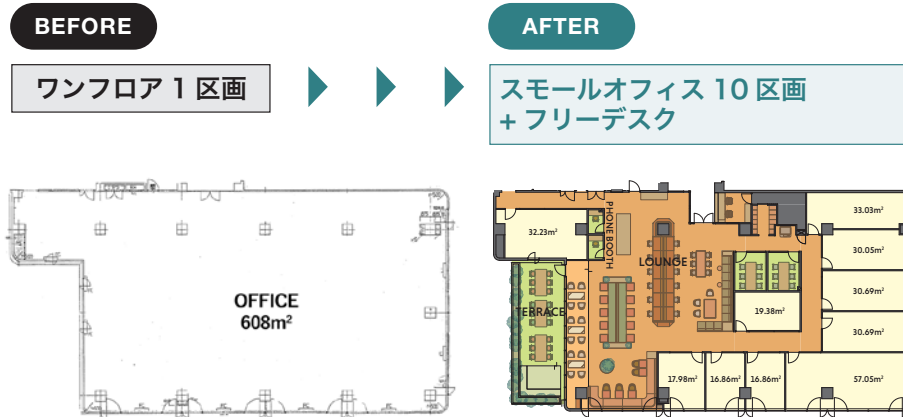 BEFORE
AFTER
ワンフロア 1 区画
スモールオフィス 10 区画
+ フリーデスク
OFFICE
608m²
32.23m²
PHONE BOOTH
LOUNGE
TERRACE
33.03m²
30.05m²
30.69m²
19.38m²
30.69m²
17.98m²
16.86m²
16.86m²
57.05m²